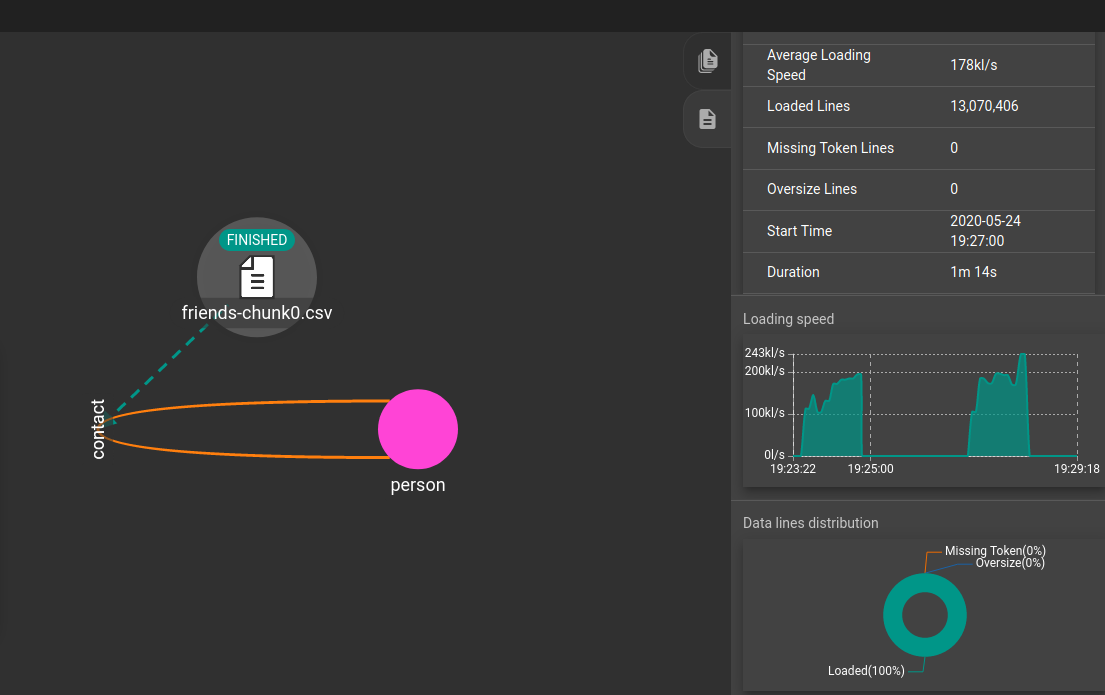 FINISHED
friends-chunk0.csv
contact
person
Average Loading
Speed
178kl/s
Loaded Lines
13,070,406
Missing Token Lines
0
Oversize Lines
0
Start Time
2020-05-24
19:27:00
Duration
1m 14s
Loading speed
243kl/s
200kl/s
100kl/s
0l/s
19:23:22
19:25:00
19:29:18
Data lines distribution
Missing Token(0%)
Oversize(0%)
Loaded(100%)